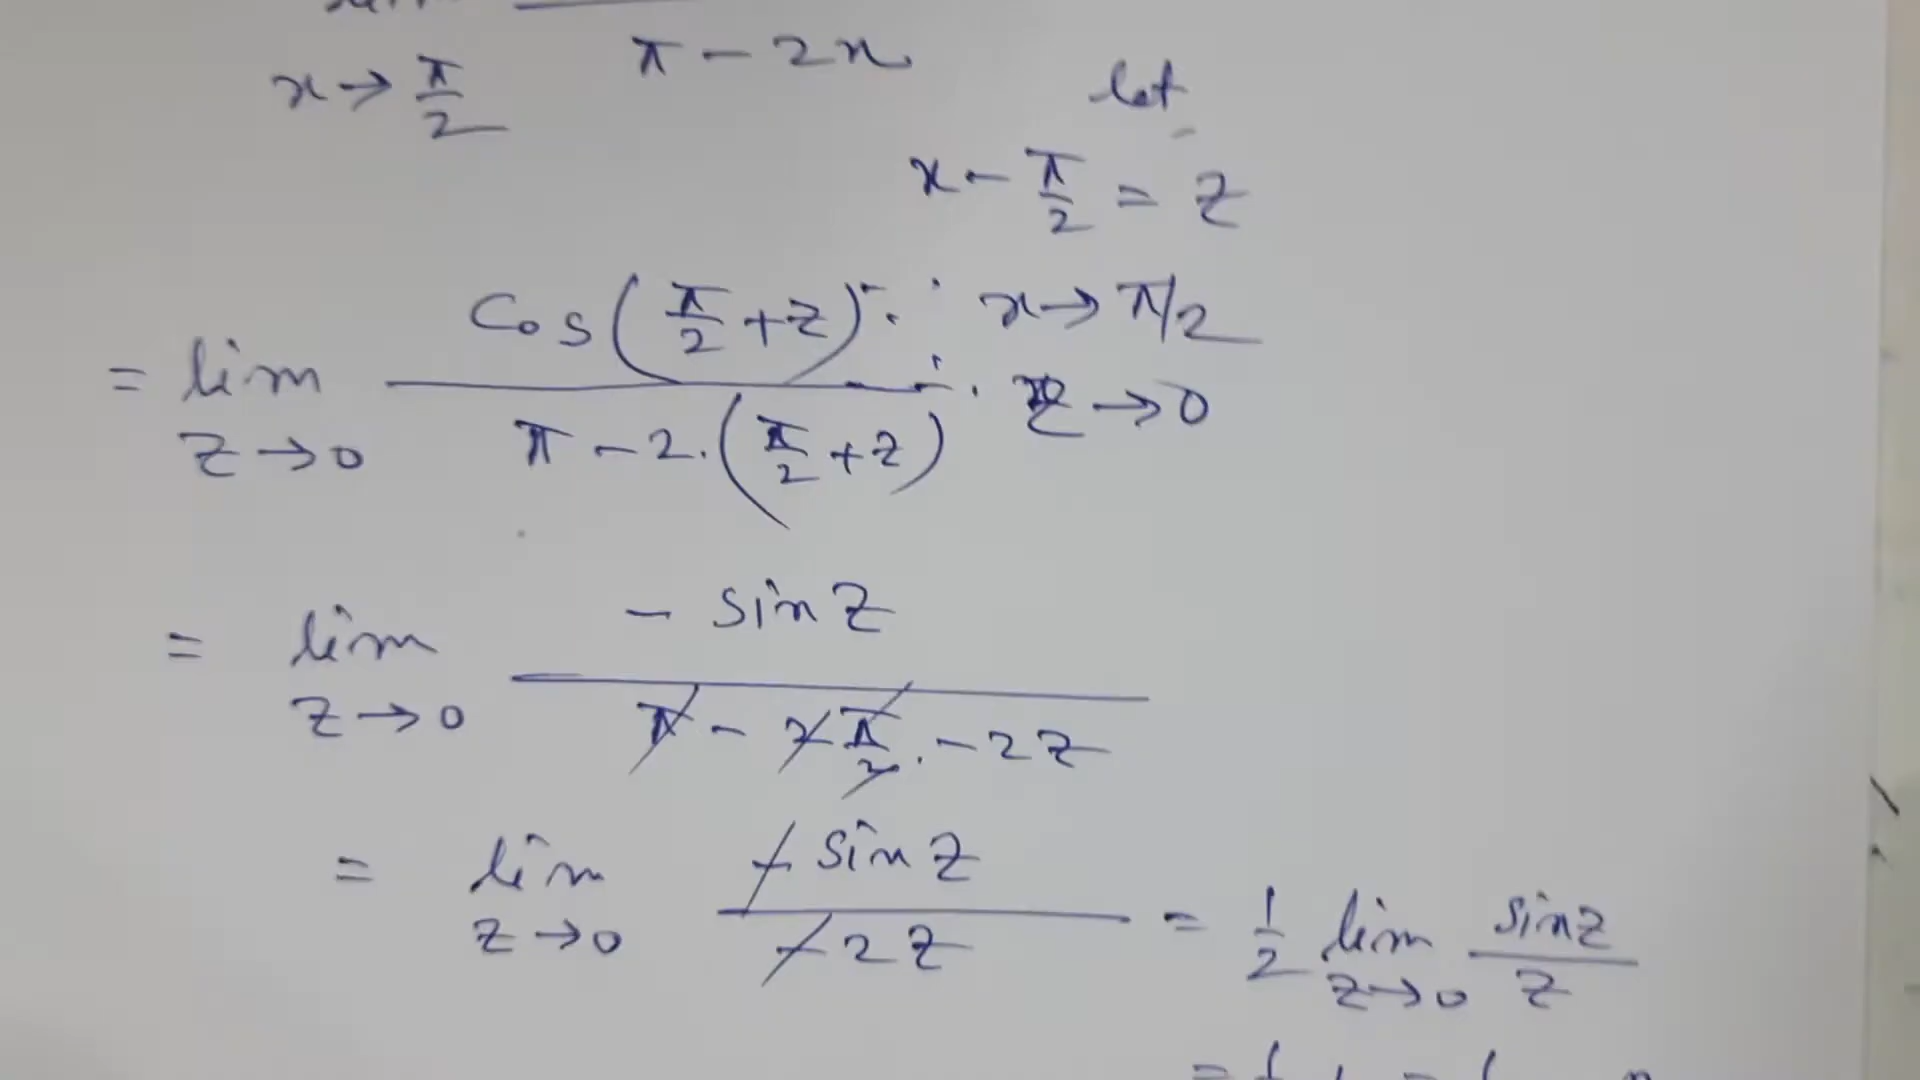 x→π/2 π - 2x
let
x - π/2 = z
∵ x→π/2
= lim z→0 Cos(π/2 + z) / π - 2.(π/2 + z)
∴ z→0
= lim z→0 - sin z / π - 2π/2. - 2z
= lim z→0 - sin z / - 2z = 1/2 lim z→0 sin z / z